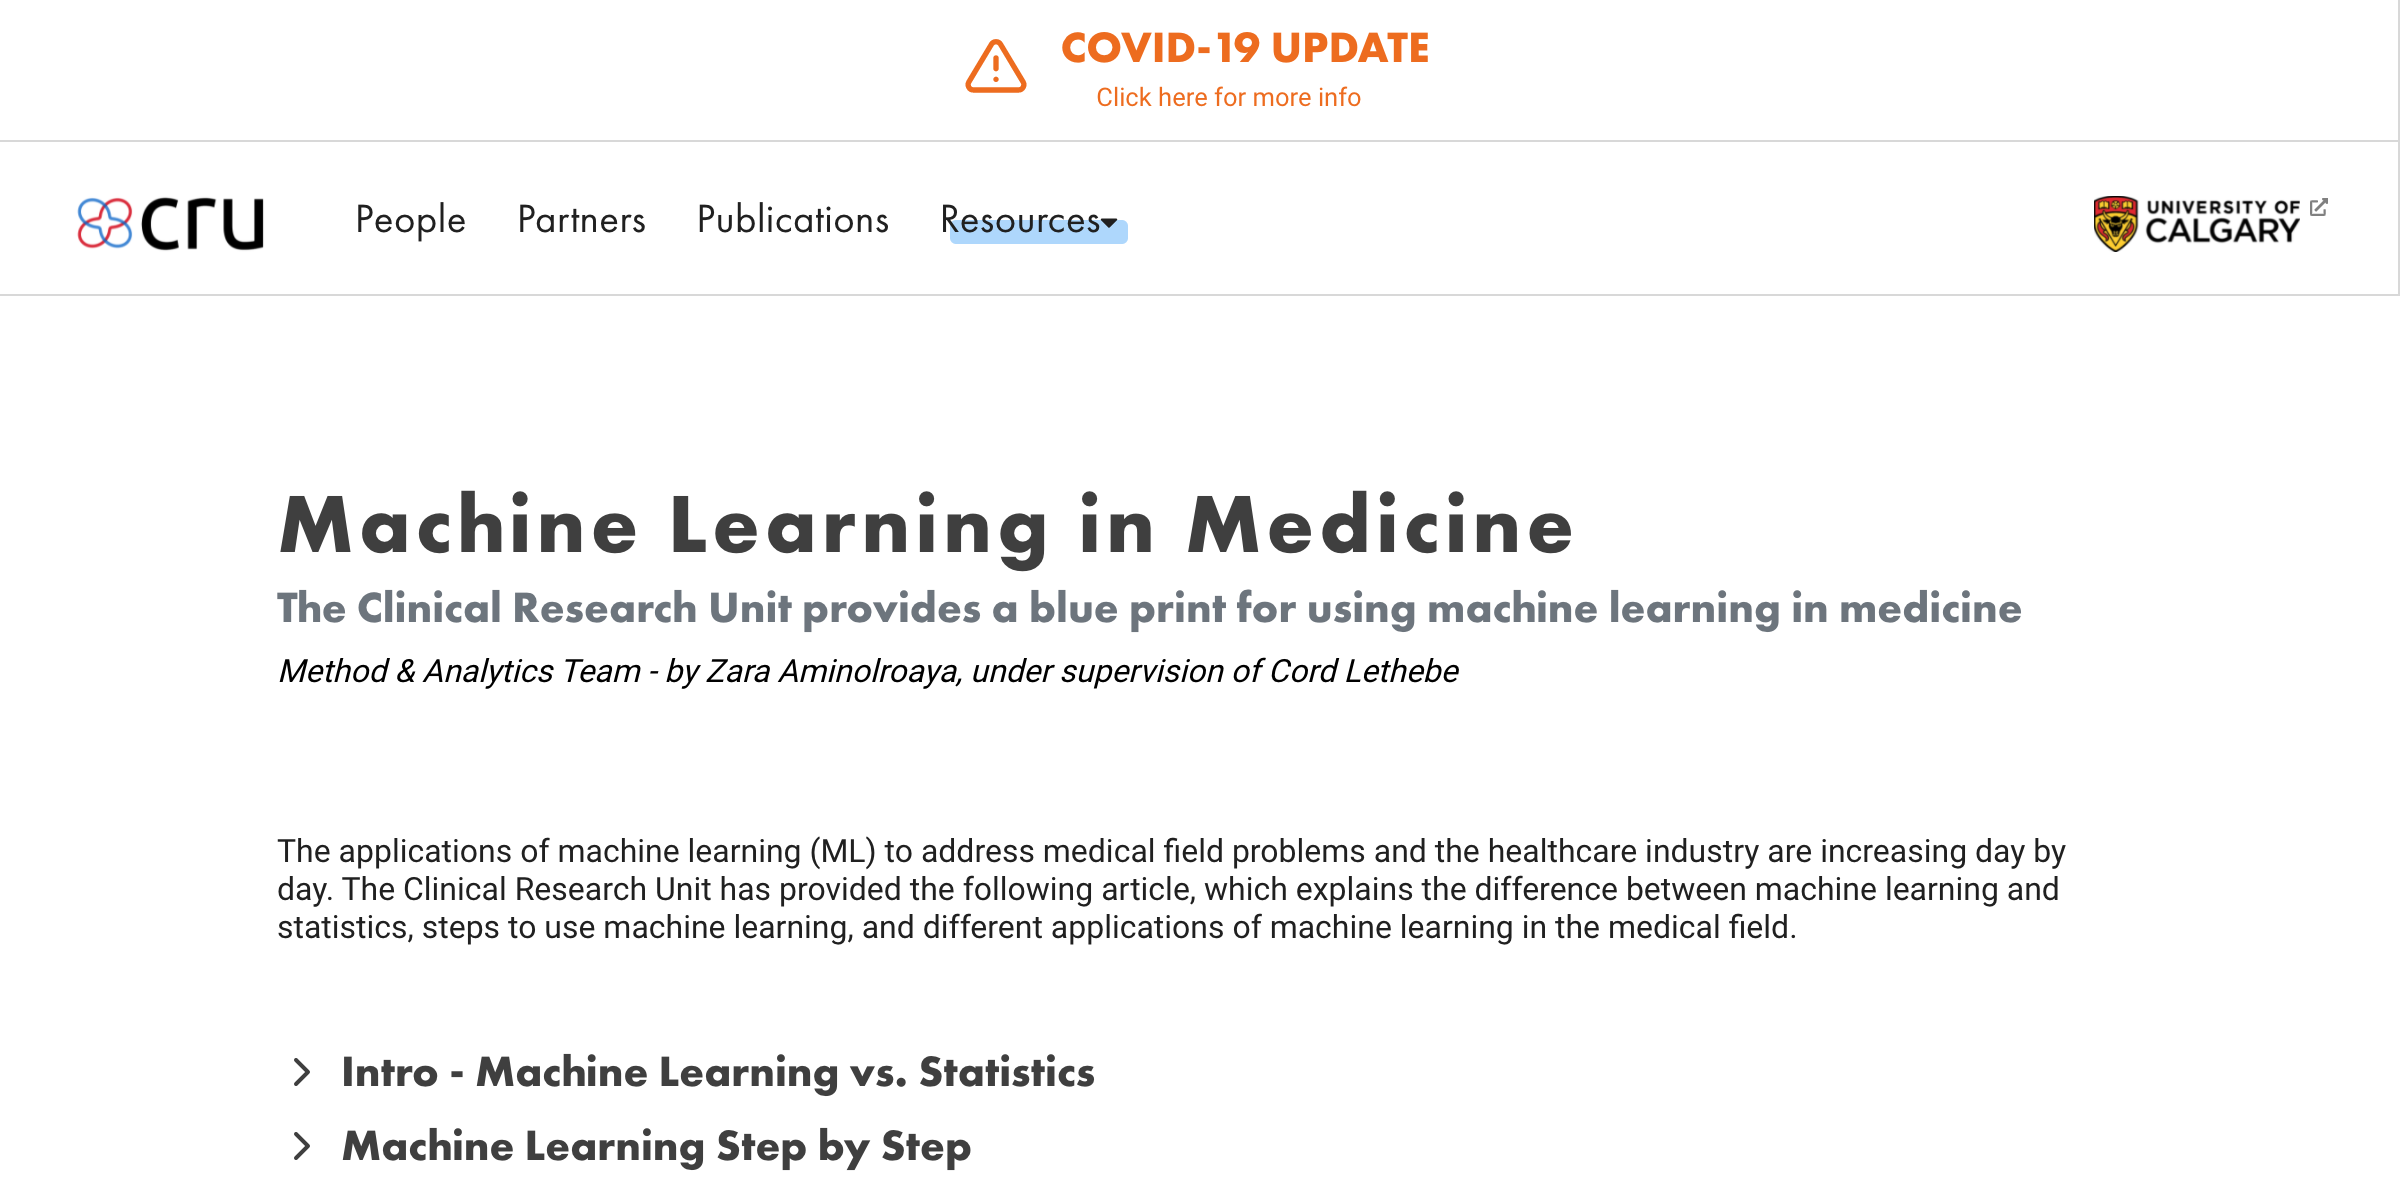 COVID-19 UPDATE
Click here for more info
cru
People
Partners
Publications
Resources
UNIVERSITY OF
CALGARY
Machine Learning in Medicine
The Clinical Research Unit provides a blue print for using machine learning in medicine
Method & Analytics Team - by Zara Aminolroaya, under supervision of Cord Lethebe
The applications of machine learning (ML) to address medical field problems and the healthcare industry are increasing day by
day. The Clinical Research Unit has provided the following article, which explains the difference between machine learning and
statistics, steps to use machine learning, and different applications of machine learning in the medical field.
Intro - Machine Learning vs. Statistics
Machine Learning Step by Step